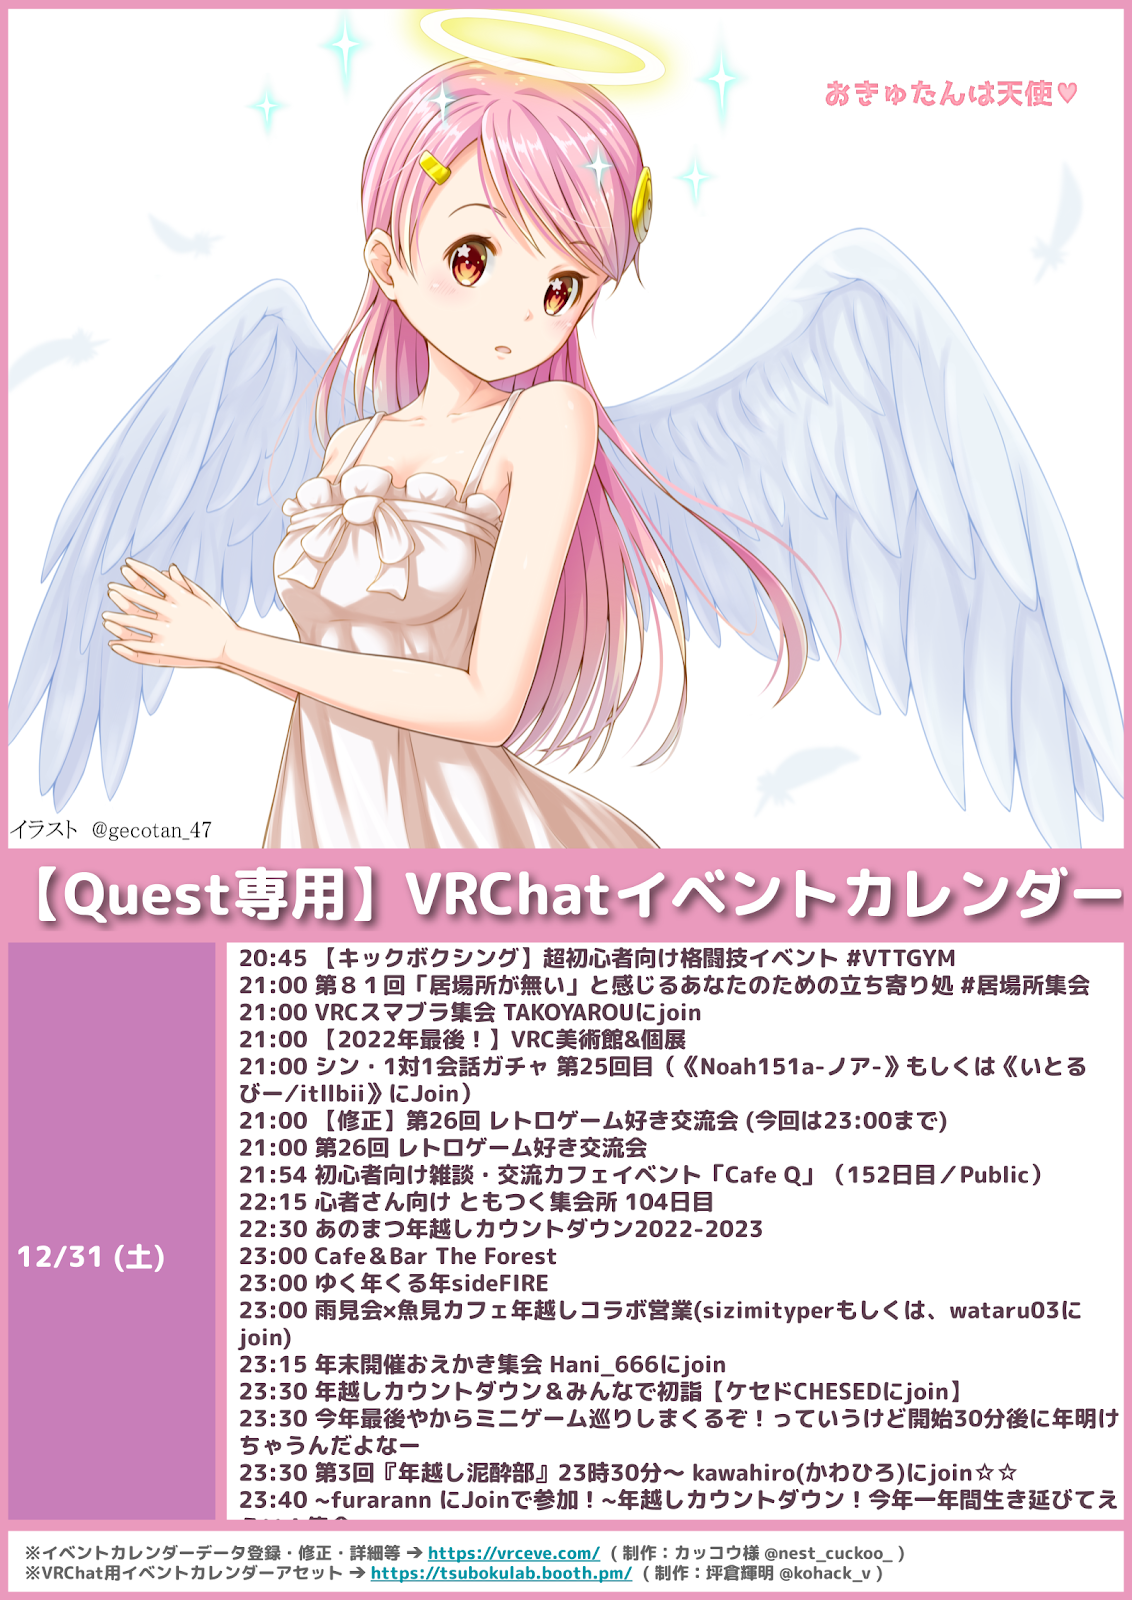 おきゅたんは天使♥
イラスト @gecotan_47
【Quest専用】VRChatイベントカレンダー
12/31 (土)
20:45 【キックボクシング】超初心者向け格闘技イベント #VTTGYM
21:00 第８１回「居場所が無い」と感じるあなたのための立ち寄り処 #居場所集会
21:00 VRCスマブラ集会 TAKOYAROUにjoin
21:00 【2022年最後！】VRC美術館&個展
21:00 シン・1対1会話ガチャ 第25回目（《Noah151a-ノア-》もしくは《いとる
びー/itllbii》にJoin）
21:00 【修正】第26回 レトロゲーム好き交流会 (今回は23:00まで)
21:00 第26回 レトロゲーム好き交流会
21:54 初心者向け雑談・交流カフェイベント「Cafe Q」（152日目／Public）
22:15 心者さん向け ともつく集会所 104日目
22:30 あのまつ年越しカウントダウン2022-2023
23:00 Cafe＆Bar The Forest
23:00 ゆく年くる年sideFIRE
23:00 雨見会×魚見カフェ年越しコラボ営業(sizimityperもしくは、wataru03に
join)
23:15 年末開催おえかき集会 Hani_666にjoin
23:30 年越しカウントダウン＆みんなで初詣【ケセドCHESEDにjoin】
23:30 今年最後やからミニゲーム巡りしまくるぞ！っていうけど開始30分後に年明け
ちゃうんだよなー
23:30 第3回『年越し泥酔部』23時30分～ kawahiro(かわひろ)にjoin☆☆
23:40 ~furarann にJoinで参加！~年越しカウントダウン！今年一年間生き延びてえ
※イベントカレンダーデータ登録・修正・詳細等 ➔ https://vrceve.com/ （制作：カッコウ様 @nest_cuckoo_ ）
※VRChat用イベントカレンダーアセット ➔ https://tsubokulab.booth.pm/ （制作：坪倉輝明 @kohack_v ）